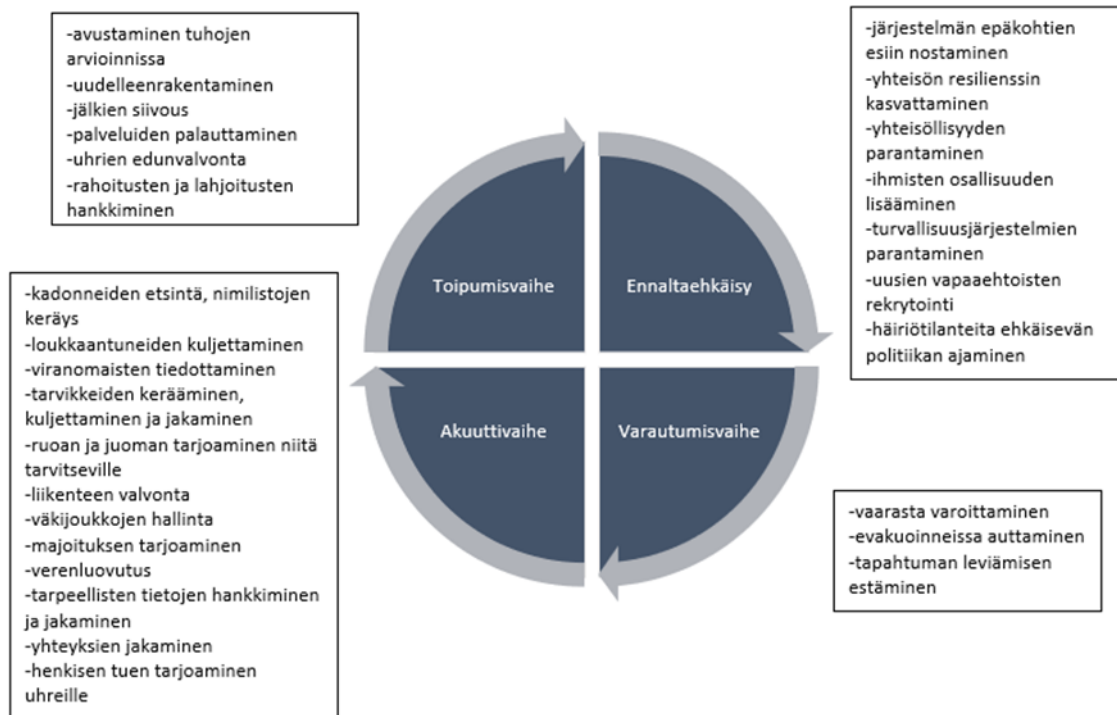 -avustaminen tuhojen
arvioinnissa
-uudelleenrakentaminen
-jälkien siivous
-palveluiden palauttaminen
-uhrien edunvalvonta
-rahoitusten ja lahjoitusten
hankkiminen
-järjestelmän epäkohtien
esiin nostaminen
-yhteisön resilienssin
kasvattaminen
-yhteisöllisyyden
parantaminen
-ihmisten osallisuuden
lisääminen
-turvallisuusjärjestelmien
parantaminen
-uusien vapaaehtoisten
rekrytointi
-häiriötilanteita ehkäisevän
politiikan ajaminen
Toipumisvaihe
Ennaltaehkäisy
Akuuttivaihe
Varautumisvaihe
-kadonneiden etsintä, nimilistojen
keräys
-loukkaantuneiden kuljettaminen
-viranomaisten tiedottaminen
-tarvikkeiden kerääminen,
kuljettaminen ja jakaminen
-ruoan ja juoman tarjoaminen niitä
tarvitseville
-liikenteen valvonta
-väkijoukkojen hallinta
-majoituksen tarjoaminen
-verenluovutus
-tarpeellisten tietojen hankkiminen
ja jakaminen
-yhteyksien jakaminen
-henkisen tuen tarjoaminen
uhreille
-vaarasta varoittaminen
-evakuoinneissa auttaminen
-tapahtuman leviämisen
estäminen